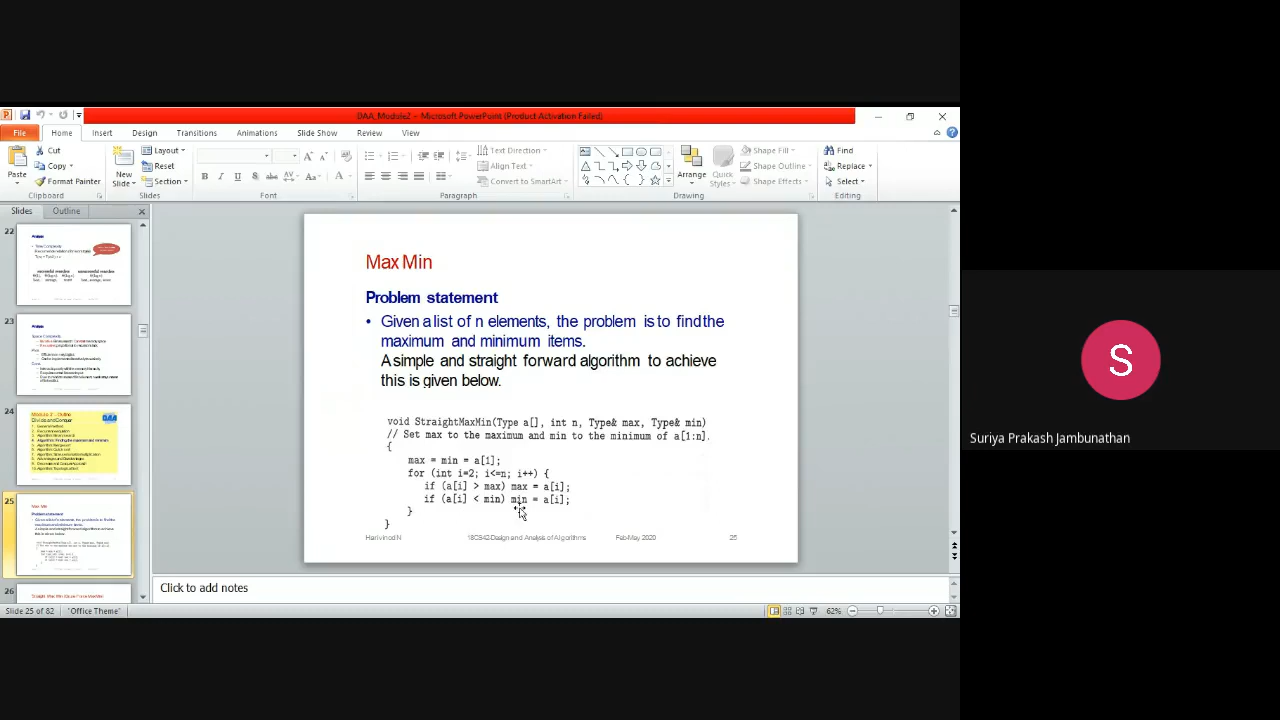 DAA_Module2 - Microsoft PowerPoint (Product Activation Failed)
File Home Insert Design Transitions Animations Slide Show Review View
Cut
Copy
Format Painter
Paste
Clipboard
New
Slide
Layout
Reset
Section
Slides
Font
Text Direction
Align Text
Convert to SmartArt
Paragraph
Arrange
Quick
Styles
Shape Fill
Shape Outline
Shape Effects
Drawing
Find
Replace
Select
Editing
Slides Outline
22
23
24
25
26
Max Min
Problem statement
• Given a list of n elements, the problem is to find the
maximum and minimum items.
A simple and straight forward algorithm to achieve
this is given below.
void StraightMaxMin(Type a[], int n, Type& max, Type& min)
// Set max to the maximum and min to the minimum of a[1:n].
{
max = min = a[1];
for (int i=2; i<=n; i++) {
if (a[i] > max) max = a[i];
if (a[i] < min) min = a[i];
}
}
Harivinod N 18CS42-Design and Analysis of Algorithms Feb-May 2020 25
Click to add notes
Slide 25 of 82 "Office Theme" 62%
S
Suriya Prakash Jambunathan